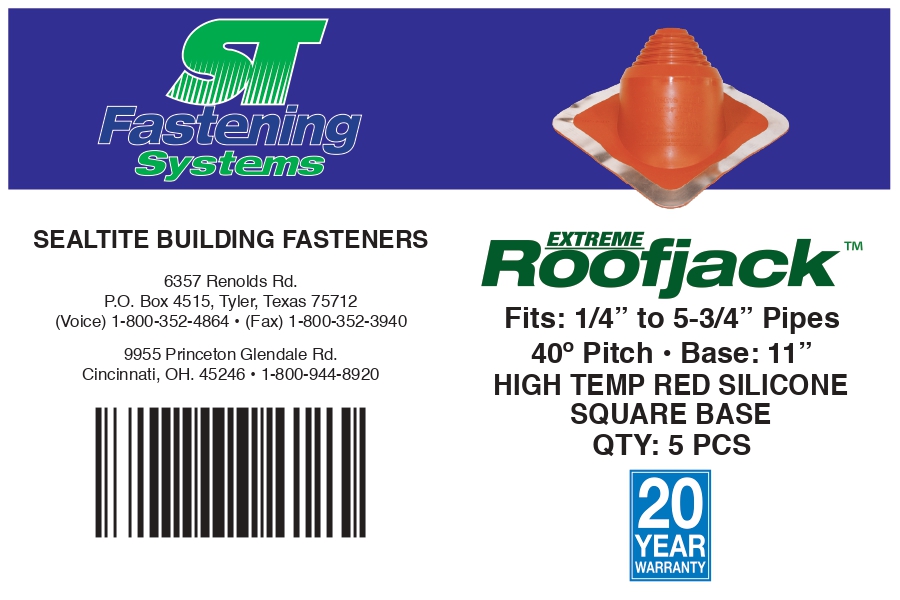 ST
Fastening
Systems
SEALTITE BUILDING FASTENERS
6357 Renolds Rd.
P.O. Box 4515, Tyler, Texas 75712
(Voice) 1-800-352-4864 • (Fax) 1-800-352-3940
9955 Princeton Glendale Rd.
Cincinnati, OH. 45246 • 1-800-944-8920
EXTREME
Roofjack™
Fits: 1/4” to 5-3/4” Pipes
40º Pitch • Base: 11”
HIGH TEMP RED SILICONE
SQUARE BASE
QTY: 5 PCS
20
YEAR
WARRANTY